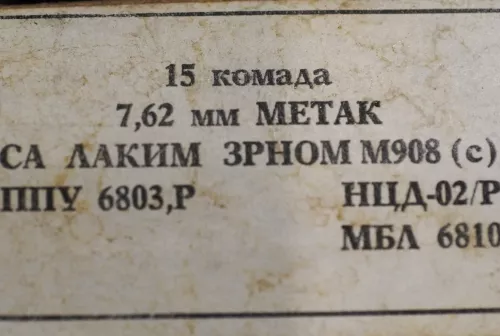 15 комада
7,62 мм МЕТАК
СА ЛАКИМ ЗРНОМ М908 (с)
ППУ 6803,Р НЦД-02/Р
МБЛ 6810